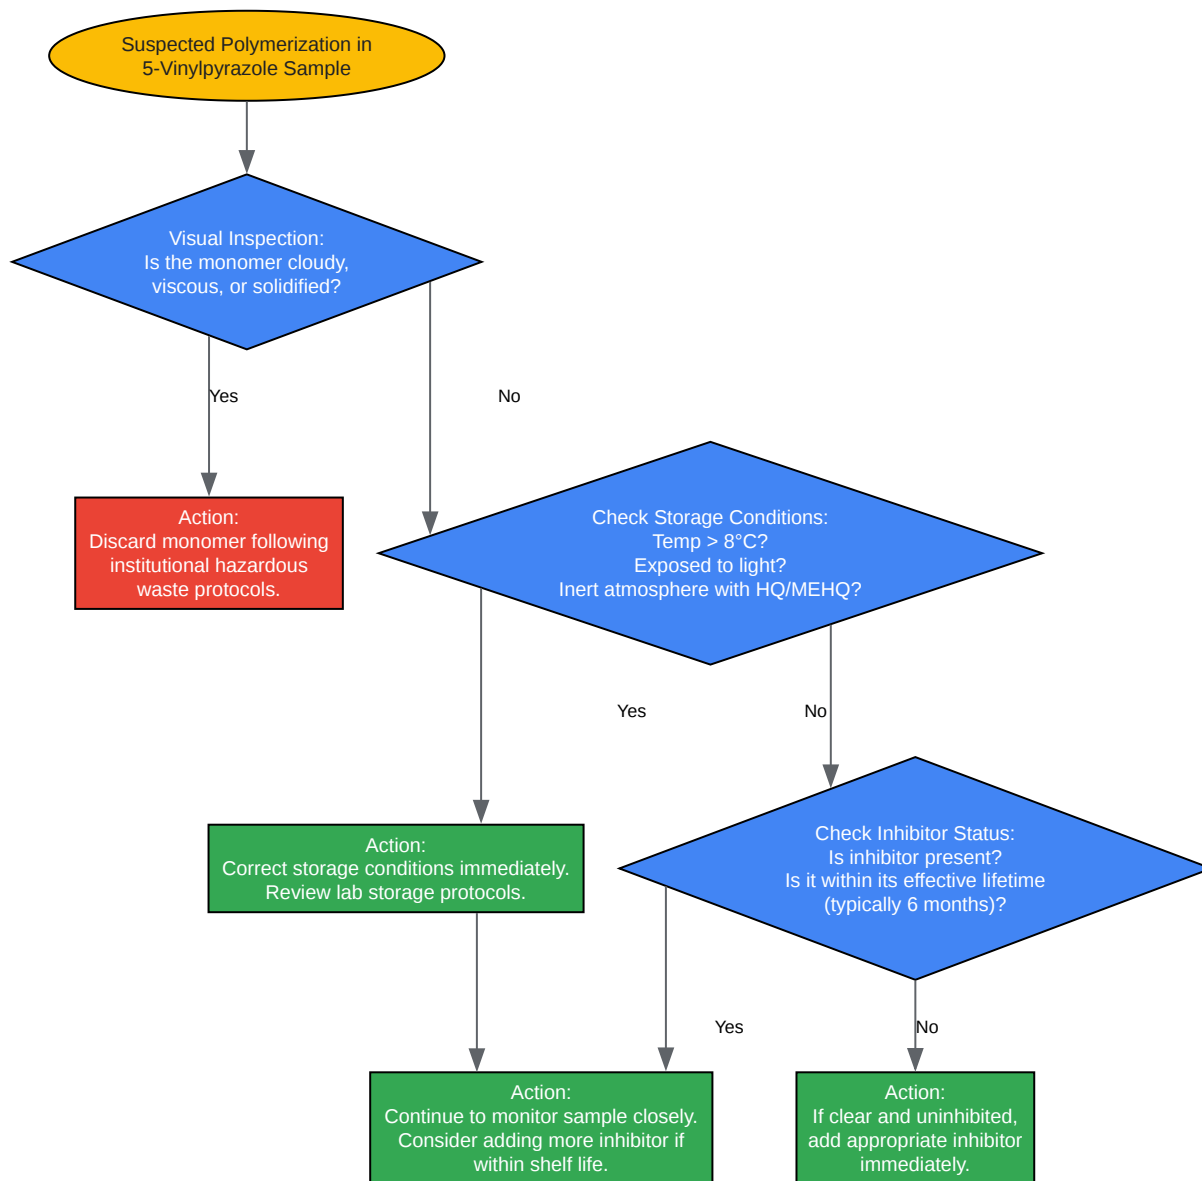 Suspected Polymerization in
5-Vinylpyrazole Sample
Visual Inspection:
Is the monomer cloudy,
viscous, or solidified?
Yes
No
Action:
Discard monomer following
institutional hazardous
waste protocols.
Check Storage Conditions:
Temp > 8°C?
Exposed to light?
Inert atmosphere with HQ/MEHQ?
Yes
No
Action:
Correct storage conditions immediately.
Review lab storage protocols.
Check Inhibitor Status:
Is inhibitor present?
Is it within its effective lifetime
(typically 6 months)?
Yes
No
Action:
Continue to monitor sample closely.
Consider adding more inhibitor if
within shelf life.
Action:
If clear and uninhibited,
add appropriate inhibitor
immediately.